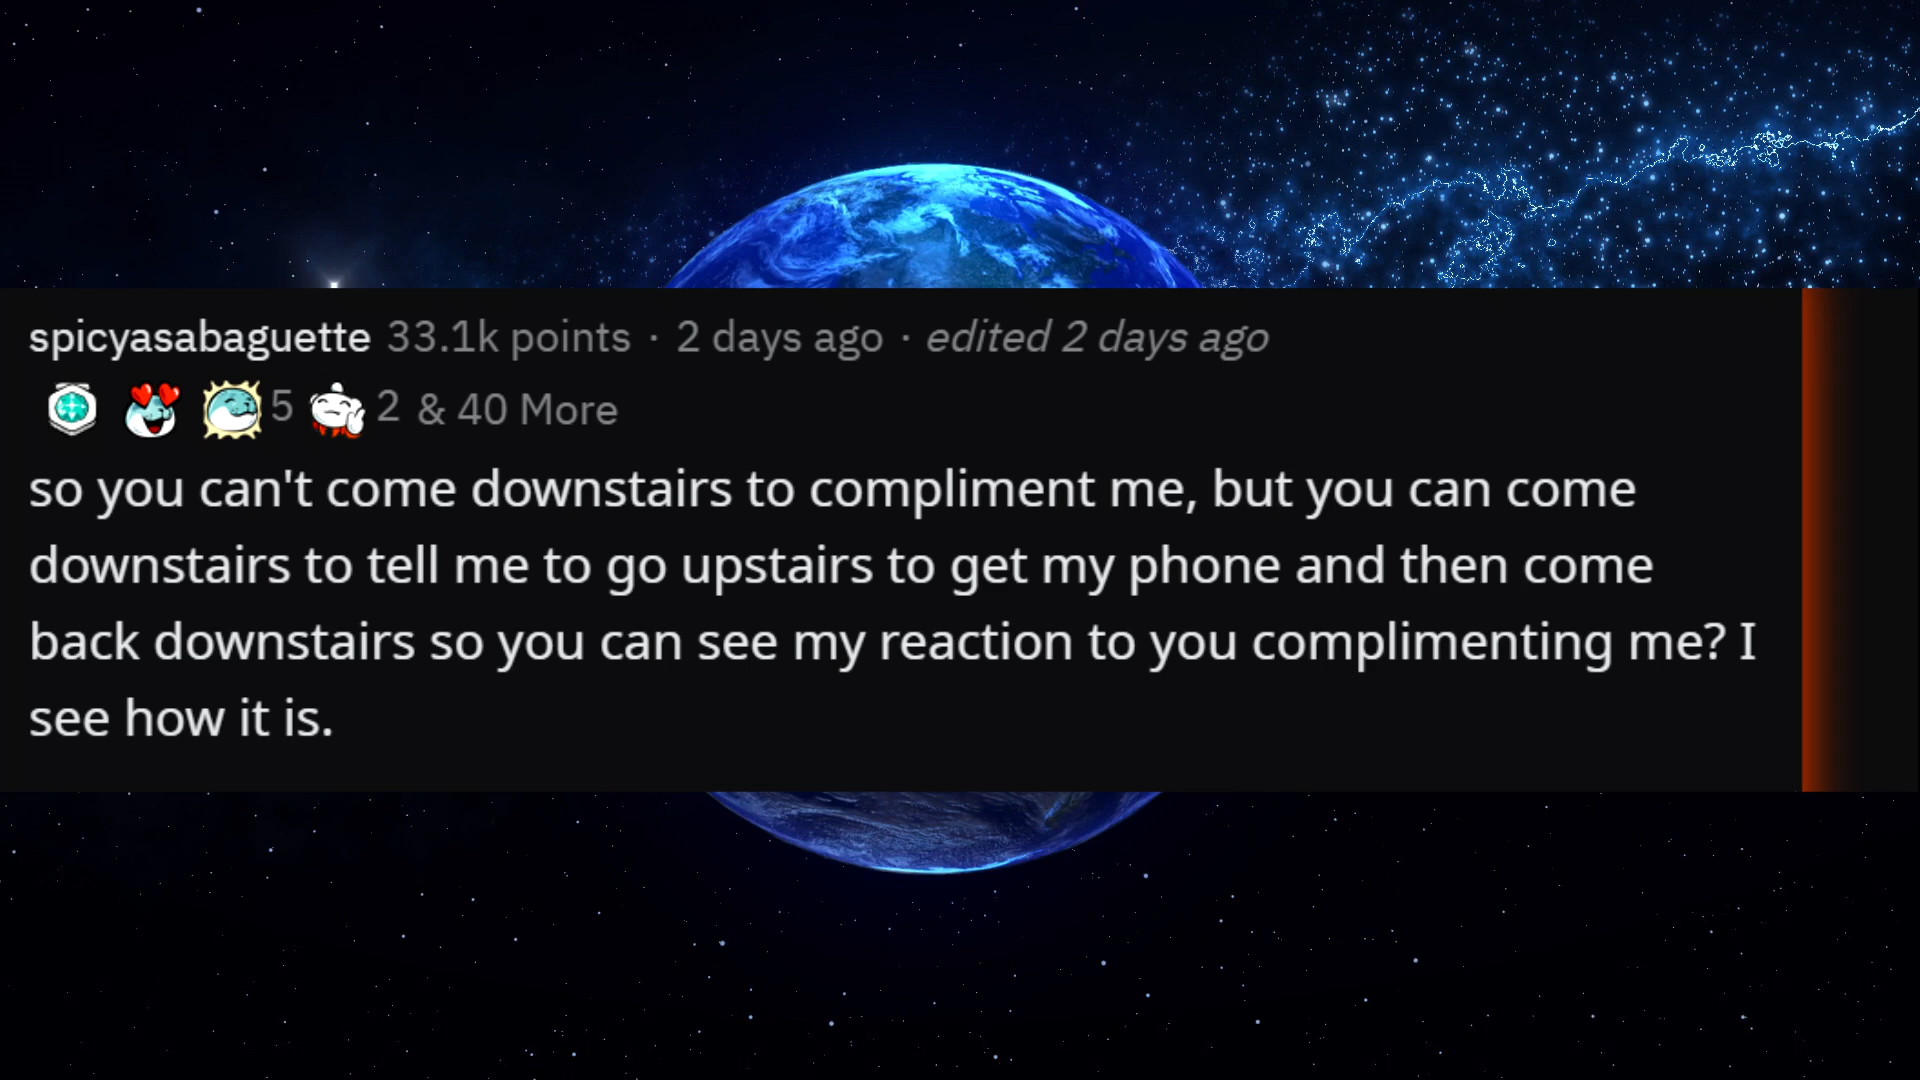 spicyasabaguette 33.1k points · 2 days ago · edited 2 days ago
5 2 & 40 More
so you can't come downstairs to compliment me, but you can come
downstairs to tell me to go upstairs to get my phone and then come
back downstairs so you can see my reaction to you complimenting me? I
see how it is.